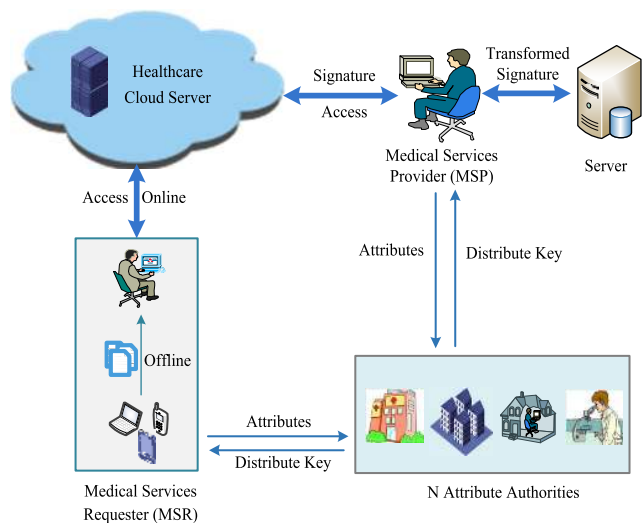 Healthcare
Cloud Server
Signature
Access
Transformed
Signature
Medical Services
Provider (MSP)
Server
Access
Online
Attributes
Distribute Key
Offline
Attributes
Distribute Key
Medical Services
Requester (MSR)
N Attribute Authorities